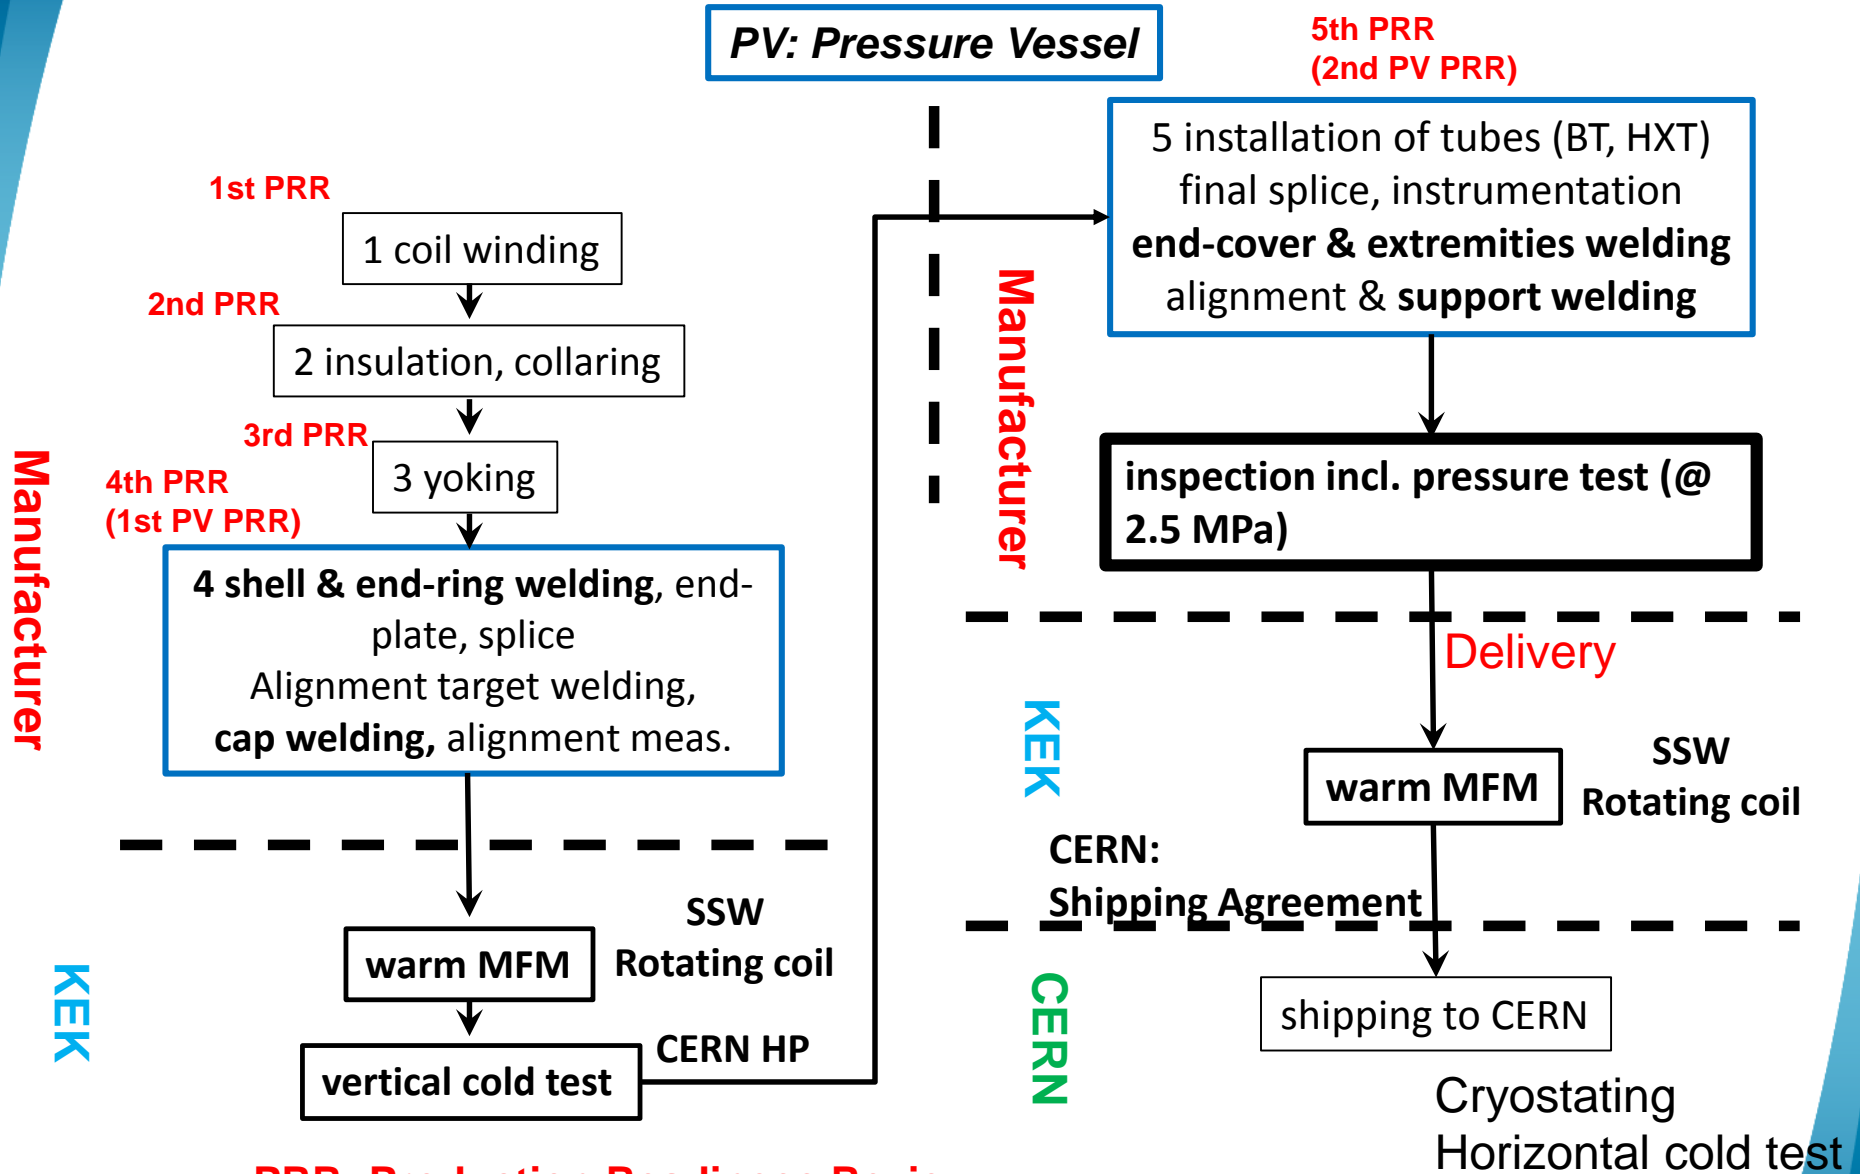 PV: Pressure Vessel
1st PRR
1 coil winding
2nd PRR
2 insulation, collaring
3rd PRR
3 yoking
4th PRR
(1st PV PRR)
4 shell & end-ring welding, end-
plate, splice
Alignment target welding,
cap welding, alignment meas.
Manufacturer
SSW
Rotating coil
warm MFM
KEK
CERN HP
vertical cold test
5th PRR
(2nd PV PRR)
5 installation of tubes (BT, HXT)
final splice, instrumentation
end-cover & extremities welding
alignment & support welding
Manufacturer
inspection incl. pressure test (@
2.5 MPa)
Delivery
KEK
warm MFM
SSW
Rotating coil
CERN:
Shipping Agreement
CERN
shipping to CERN
Cryostating
Horizontal cold test
PRR: Production Readiness